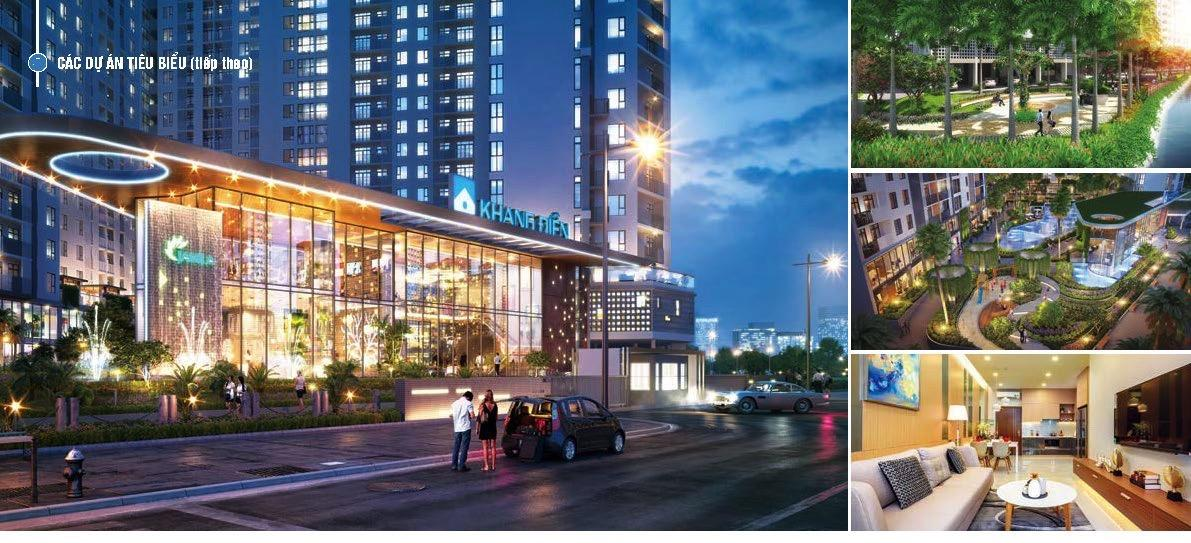 CÁC DỰ ÁN TIÊU BIỂU (tiếp theo)
KHANG ĐIỀN